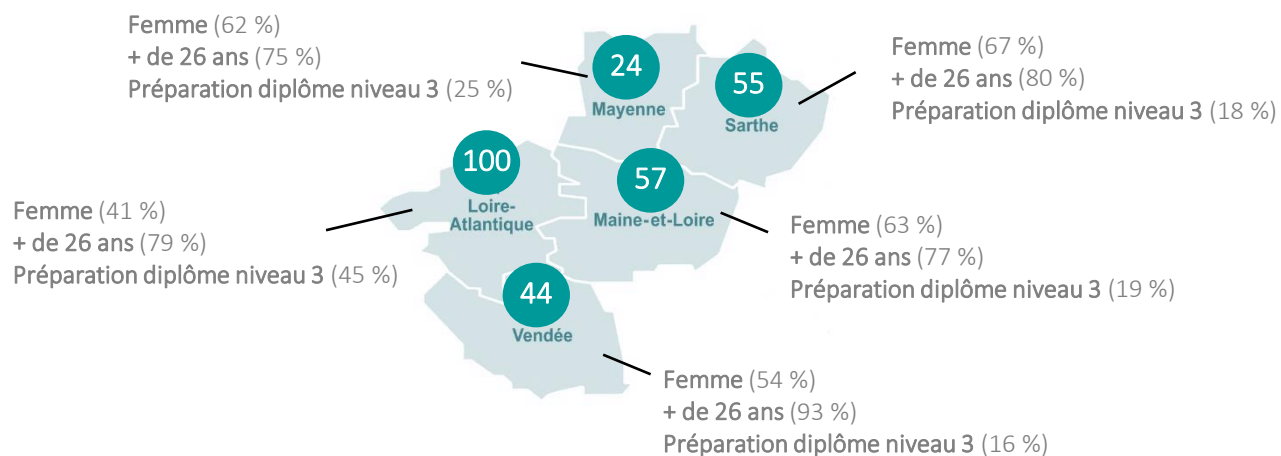 Femme (62 %)
+ de 26 ans (75 %)
Préparation diplôme niveau 3 (25 %)
24
Mayenne
55
Sarthe
Femme (67 %)
+ de 26 ans (80 %)
Préparation diplôme niveau 3 (18 %)
100
Loire-
Atlantique
57
Maine-et-Loire
Femme (41 %)
+ de 26 ans (79 %)
Préparation diplôme niveau 3 (45 %)
Femme (63 %)
+ de 26 ans (77 %)
Préparation diplôme niveau 3 (19 %)
44
Vendée
Femme (54 %)
+ de 26 ans (93 %)
Préparation diplôme niveau 3 (16 %)